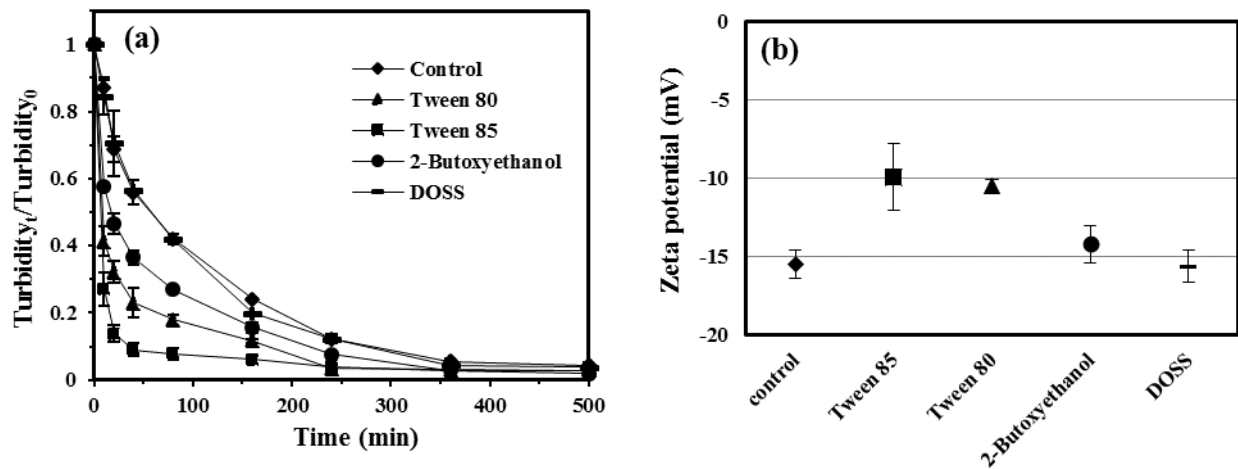 (a)
Turbidityt/Turbidity0
1
0.8
0.6
0.4
0.2
0
0
100
200
300
400
500
Time (min)
Control
Tween 80
Tween 85
2-Butoxyethanol
DOSS
(b)
Zeta potential (mV)
0
-5
-10
-15
-20
control
Tween 85
Tween 80
2-Butoxyethanol
DOSS